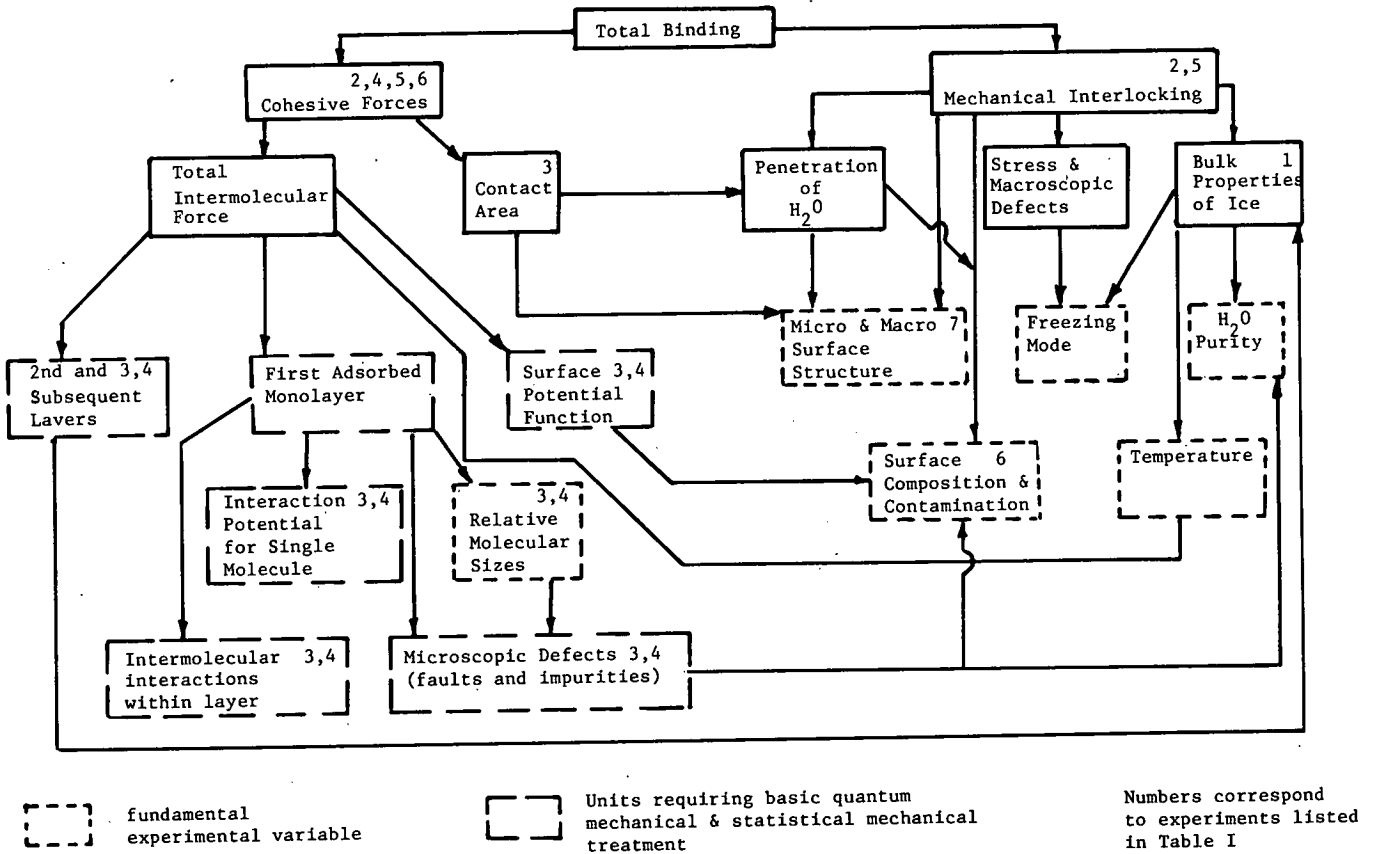 Total Binding
2,4,5,6
Cohesive Forces
2,5
Mechanical Interlocking
Total
Intermolecular
Force
3
Contact
Area
Penetration
of
H2O
Stress &
Macroscopic
Defects
Bulk 1
Properties
of Ice
Micro & Macro 7
Surface
Structure
Freezing
Mode
H2O
Purity
2nd and 3,4
Subsequent
Lavers
First Adsorbed
Monolayer
Surface 3,4
Potential
Function
Surface 6
Composition &
Contamination
Temperature
Interaction 3,4
Potential
for Single
Molecule
3,4
Relative
Molecular
Sizes
Intermolecular 3,4
interactions
within layer
Microscopic Defects 3,4
(faults and impurities)
fundamental
experimental variable
Units requiring basic quantum
mechanical & statistical mechanical
treatment
Numbers correspond
to experiments listed
in Table I